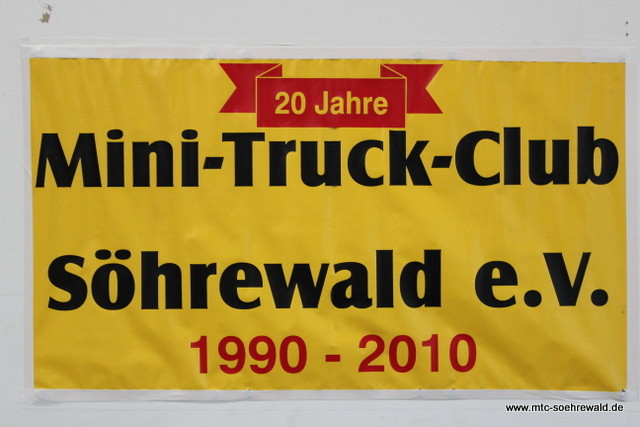 20 Jahre
Mini-Truck-Club
Söhrewald e.V.
1990 - 2010
www.mtc-soehrewald.de